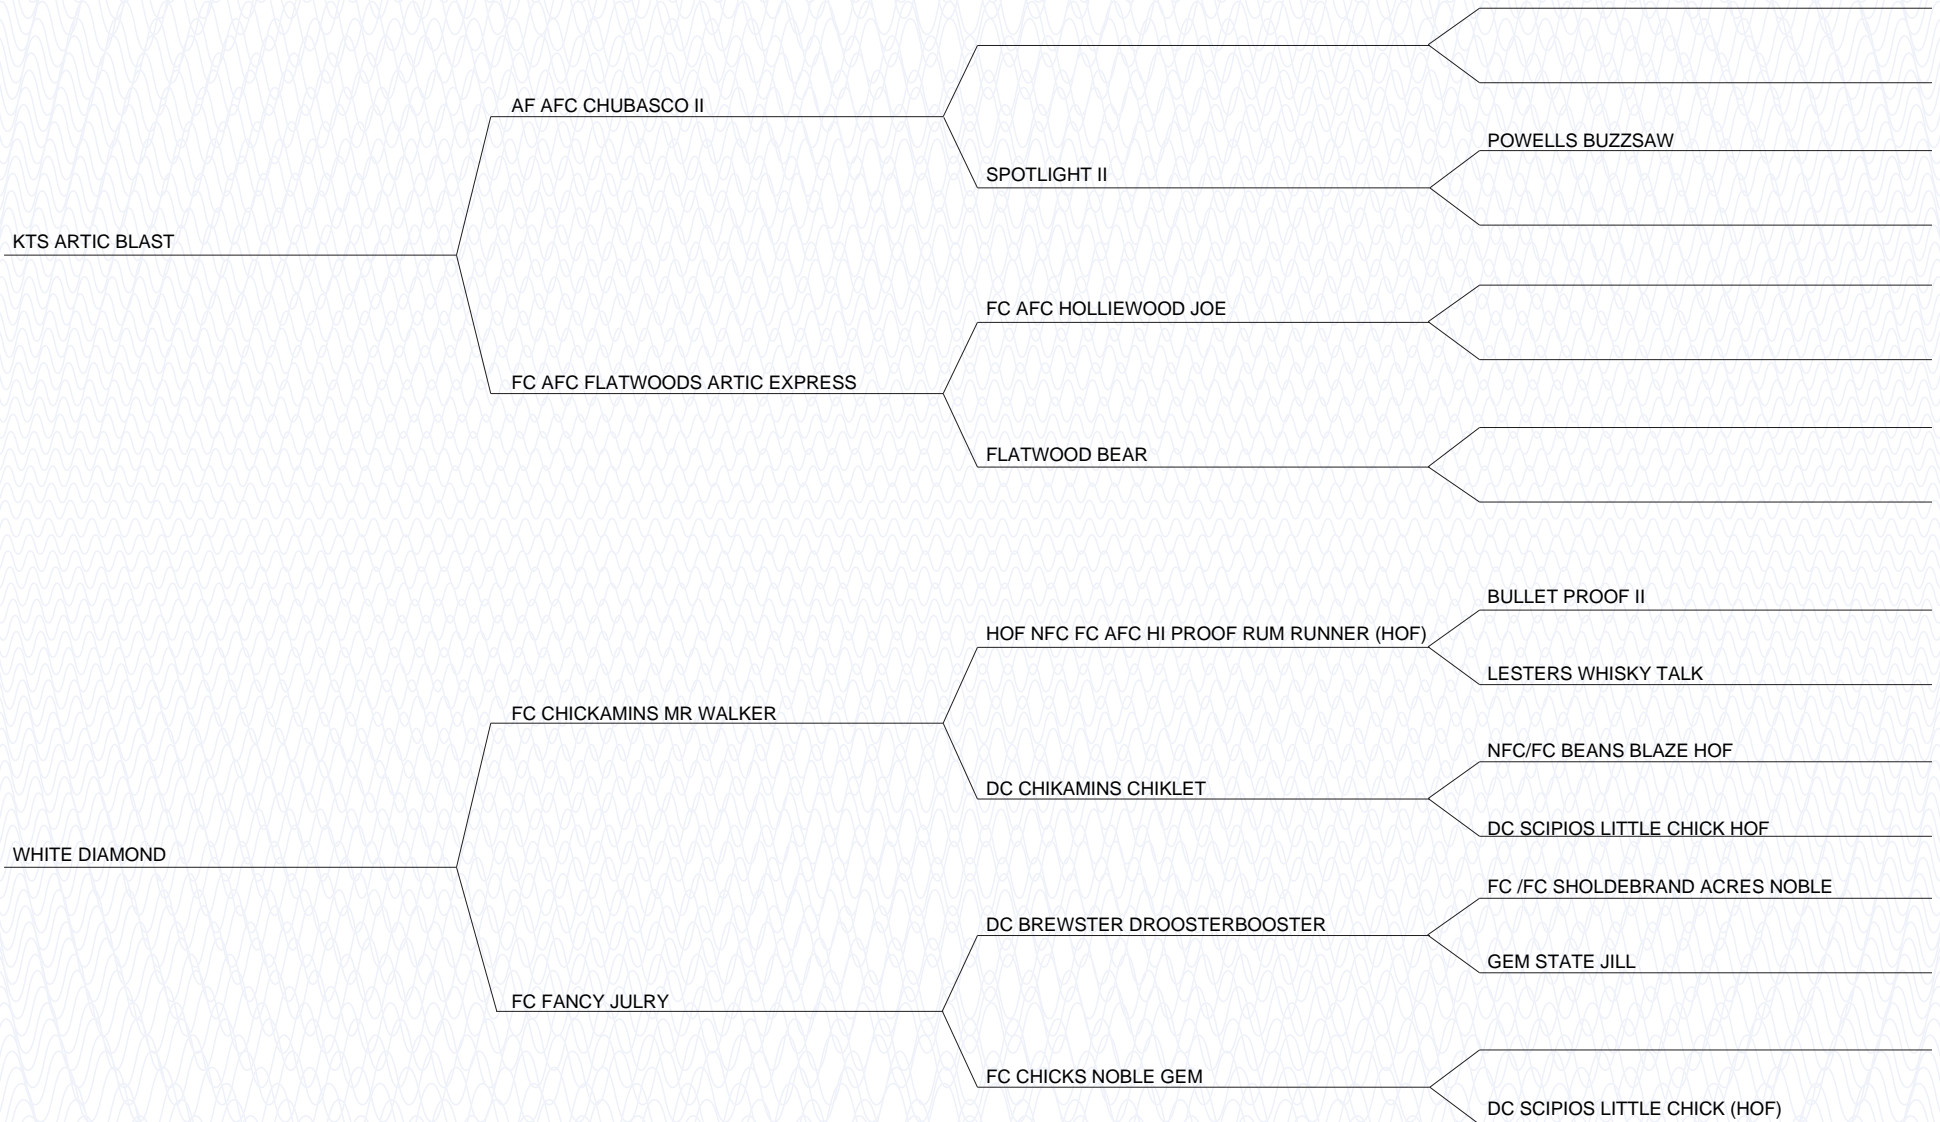 AF AFC CHUBASCO II
POWELLS BUZZSAW
SPOTLIGHT II
KTS ARTIC BLAST
FC AFC HOLLIEWOOD JOE
FC AFC FLATWOODS ARTIC EXPRESS
FLATWOOD BEAR
BULLET PROOF II
HOF NFC FC AFC HI PROOF RUM RUNNER (HOF)
LESTERS WHISKY TALK
FC CHICKAMINS MR WALKER
NFC/FC BEANS BLAZE HOF
DC CHIKAMINS CHIKLET
DC SCIPIOS LITTLE CHICK HOF
WHITE DIAMOND
FC /FC SHOLDEBRAND ACRES NOBLE
DC BREWSTER DROOSTERBOOSTER
GEM STATE JILL
FC FANCY JULRY
FC CHICKS NOBLE GEM
DC SCIPIOS LITTLE CHICK (HOF)